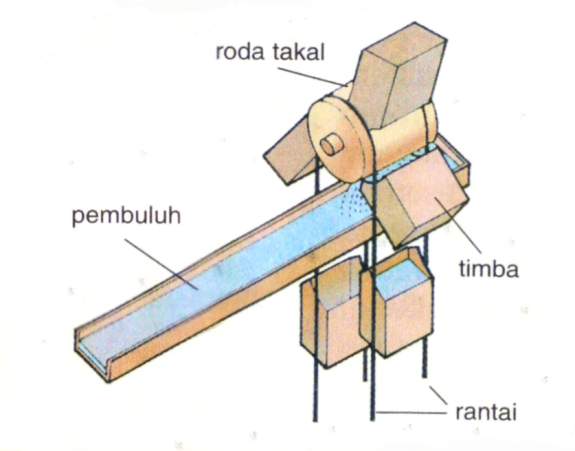 roda takal
pembuluh
timba
rantai